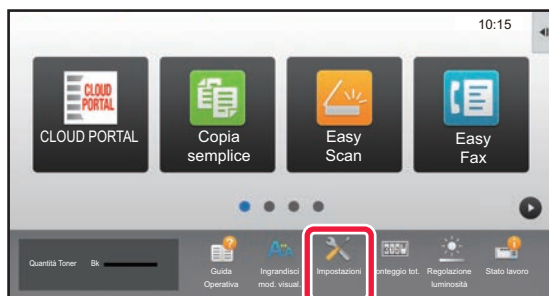 10:15
CLOUD
PORTAL
CLOUD PORTAL
Copia
semplice
Easy
Scan
Easy
Fax
Quantità Toner Bk
Guida
Operativa
Ingrandisci
mod. visual.
Impostazioni
onteggio tot.
Regolazione
luminosità
Stato lavoro